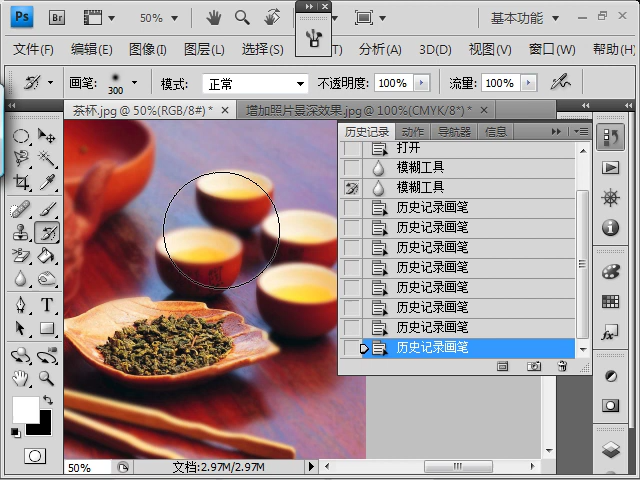 Ps Br 50% 基本功能
文件(F) 编辑(E) 图像(I) 图层(L) 选择(S) (T) 分析(A) 3D(D) 视图(V) 窗口(W) 帮助(H)
画笔: 300 模式: 正常 不透明度: 100% 流量: 100%
茶杯.jpg @ 50%(RGB/8#) * 增加照片景深效果.jpg @ 100%(CMYK/8*) *
历史记录 动作 导航器 信息
打开
模糊工具
模糊工具
历史记录画笔
历史记录画笔
历史记录画笔
历史记录画笔
历史记录画笔
历史记录画笔
历史记录画笔
历史记录画笔
50% 文档:2.97M/2.97M